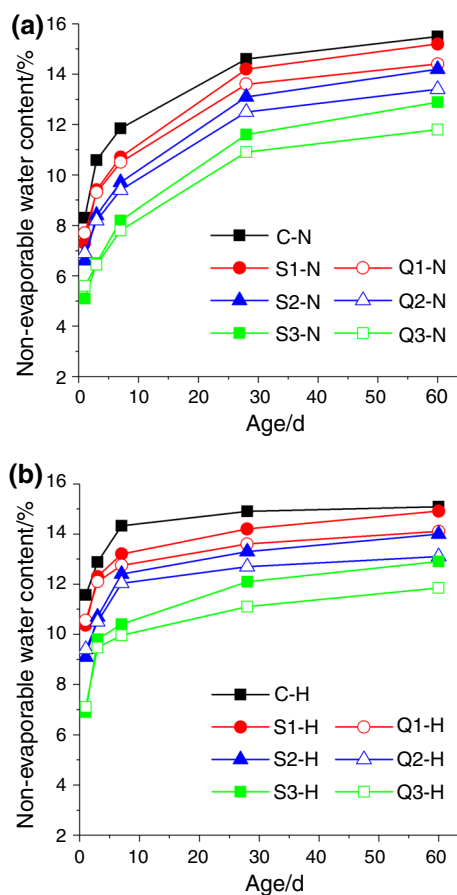 (a)
Non-evaporable water content/%
16
14
12
10
8
6
4
2
C-N
S1-N Q1-N
S2-N Q2-N
S3-N Q3-N
0 10 20 30 40 50 60
Age/d
(b)
Non-evaporable water content/%
16
14
12
10
8
6
4
2
C-H
S1-H Q1-H
S2-H Q2-H
S3-H Q3-H
0 10 20 30 40 50 60
Age/d